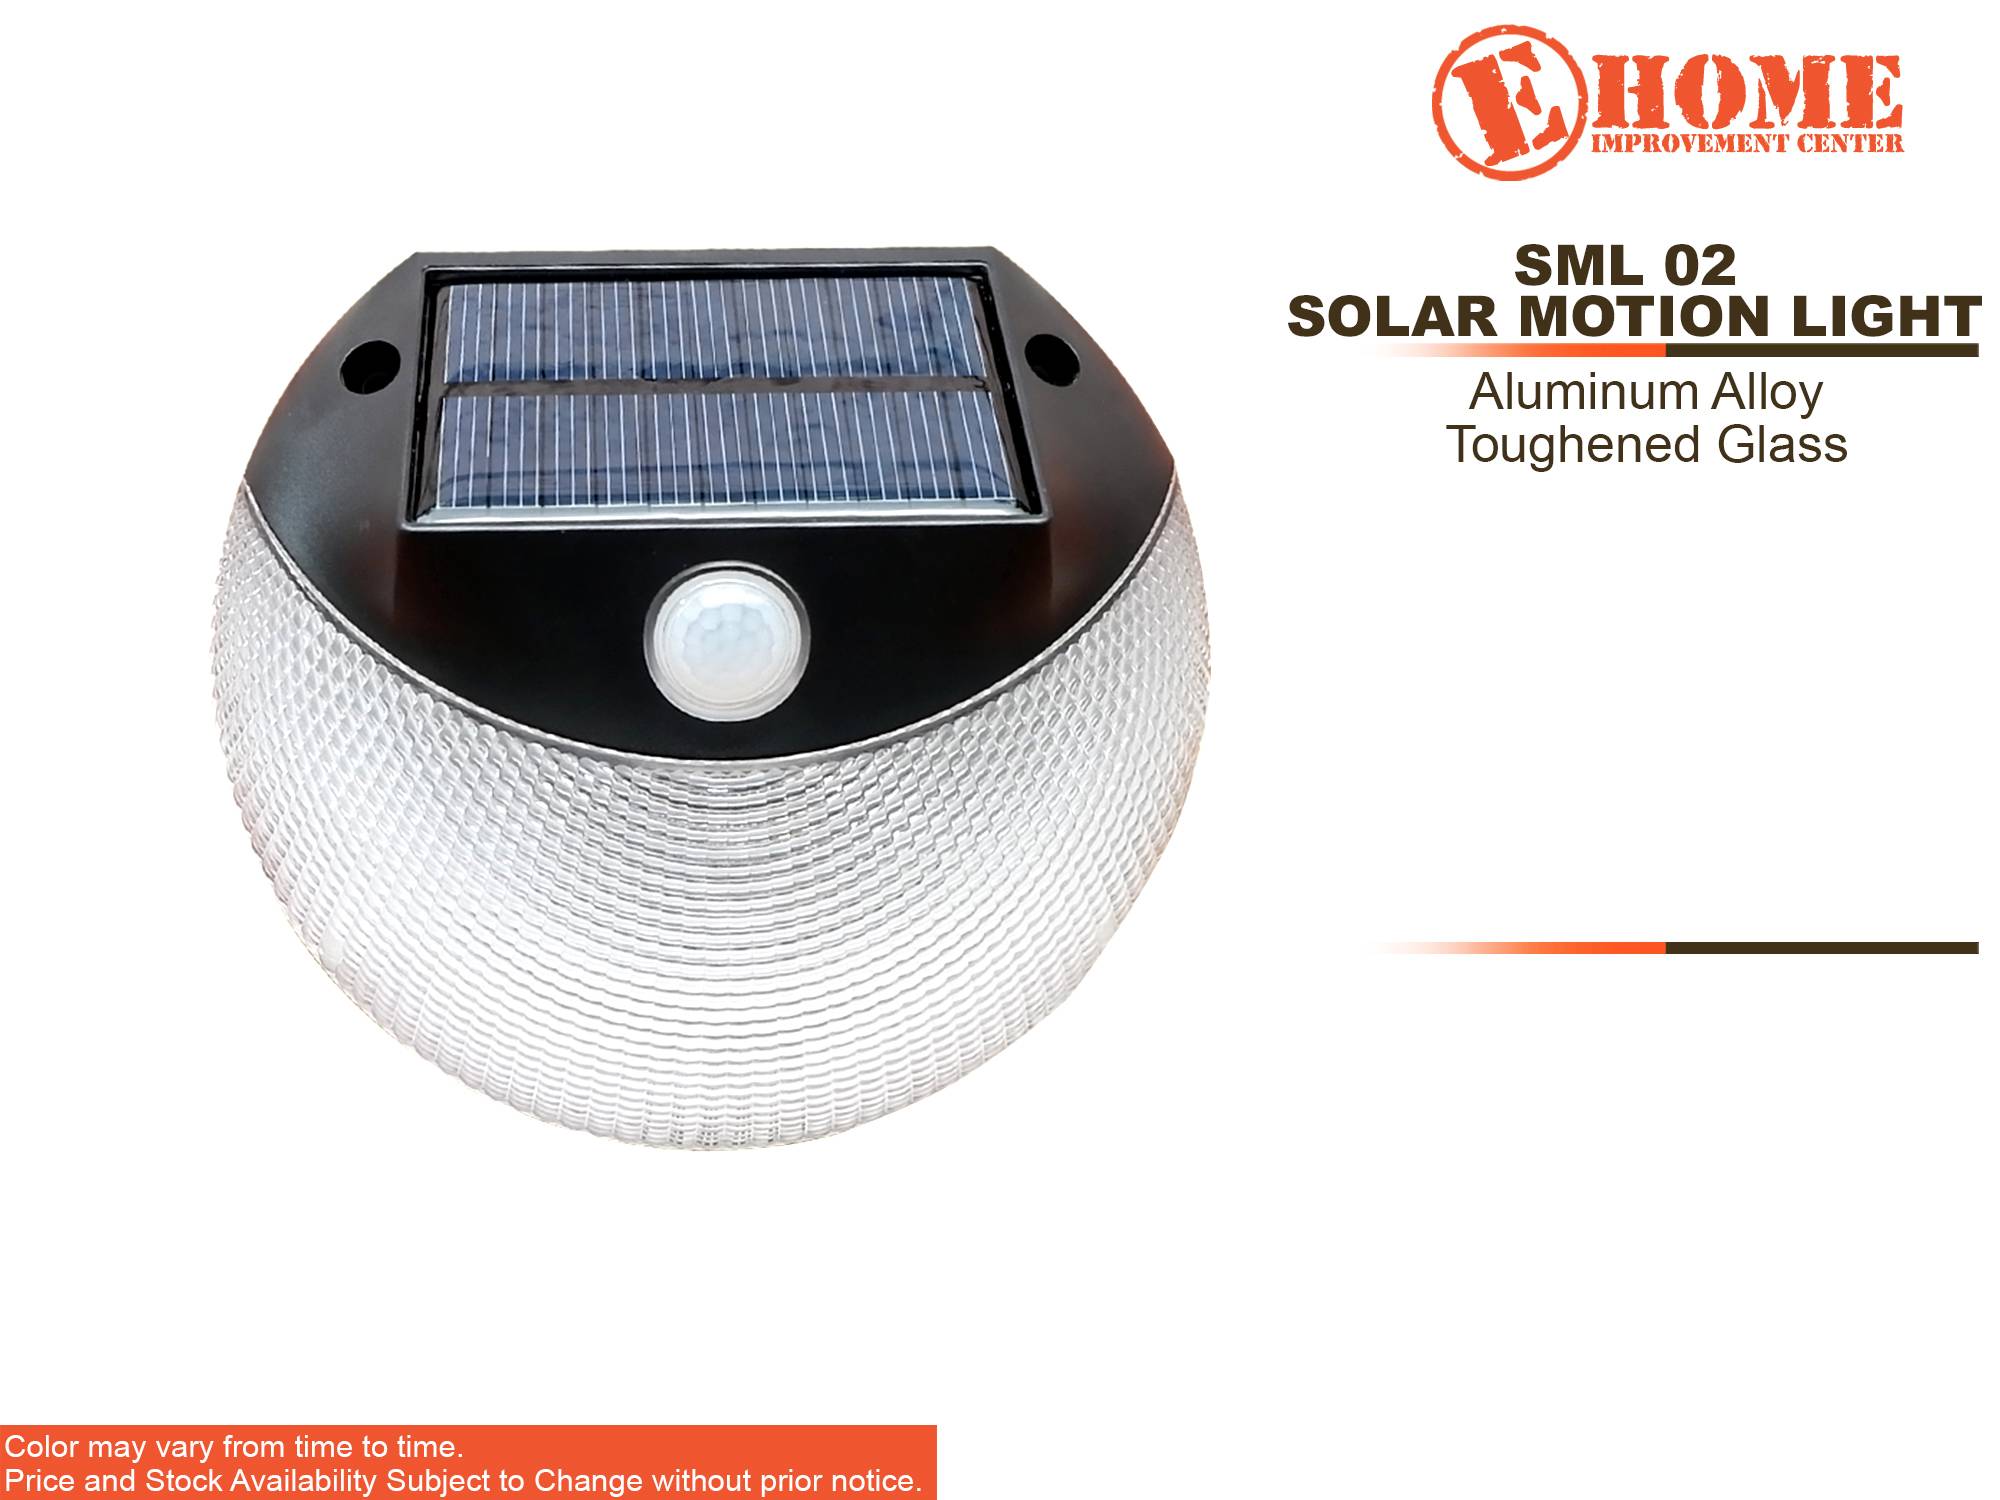 E HOME
IMPROVEMENT CENTER
SML 02
SOLAR MOTION LIGHT
Aluminum Alloy
Toughened Glass
Color may vary from time to time.
Price and Stock Availability Subject to Change without prior notice.